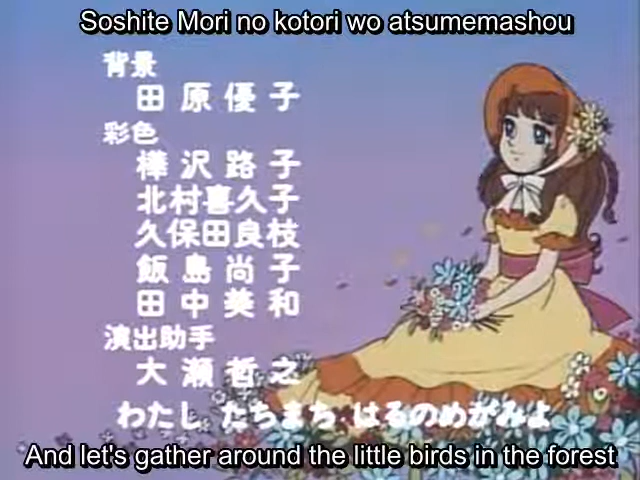 Soshite Mori no kotori wo atsumemashou
背景
田原優子
彩色
樺沢路子
北村喜久子
久保田良枝
飯島尚子
田中美和
演出助手
大瀬哲之
わたし たちまち はるのめがみよ
And let's gather around the little birds in the forest